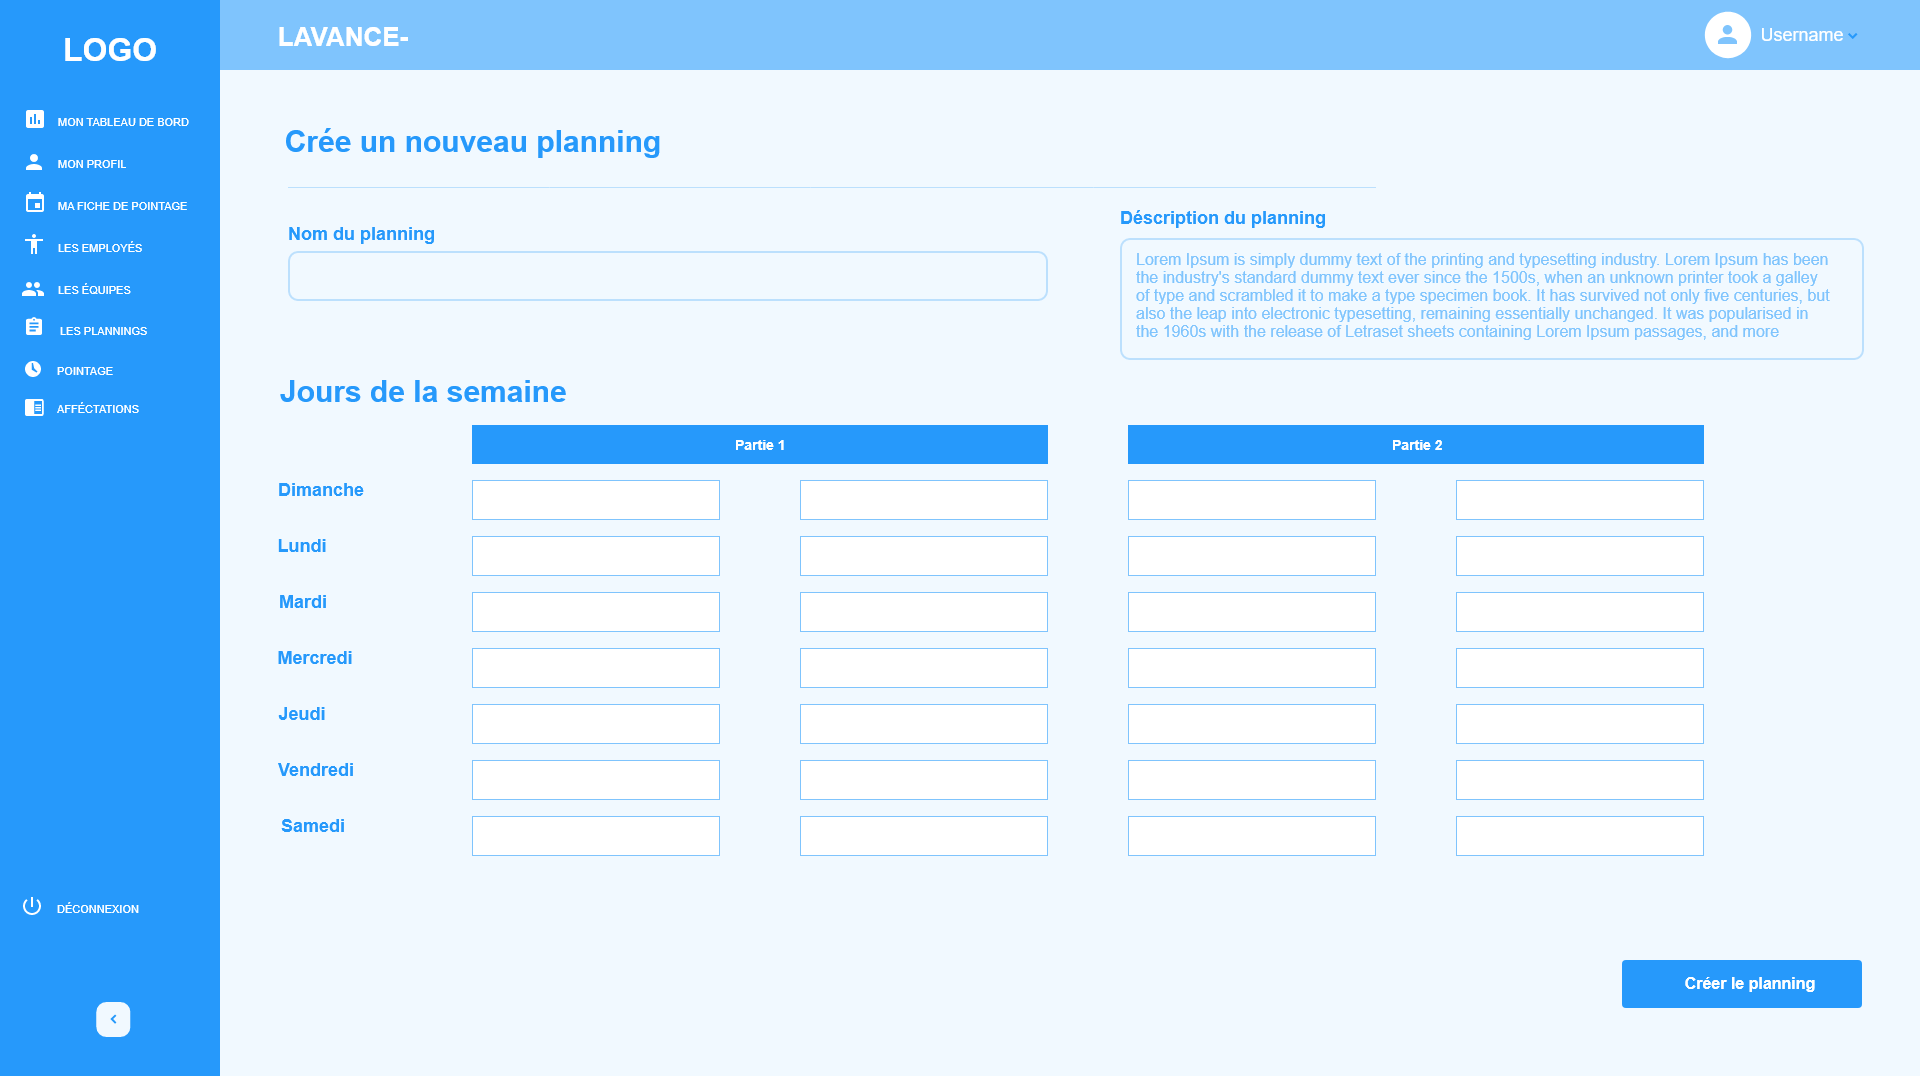 LOGO
MON TABLEAU DE BORD
MON PROFIL
MA FICHE DE POINTAGE
LES EMPLOYÉS
LES ÉQUIPES
LES PLANNINGS
POINTAGE
AFFÉCTATIONS
DÉCONNEXION
LAVANCE-
Username
Crée un nouveau planning
Nom du planning
Déscription du planning
Lorem Ipsum is simply dummy text of the printing and typesetting industry. Lorem Ipsum has been
the industry's standard dummy text ever since the 1500s, when an unknown printer took a galley
of type and scrambled it to make a type specimen book. It has survived not only five centuries, but
also the leap into electronic typesetting, remaining essentially unchanged. It was popularised in
the 1960s with the release of Letraset sheets containing Lorem Ipsum passages, and more
Jours de la semaine
Partie 1
Partie 2
Dimanche
Lundi
Mardi
Mercredi
Jeudi
Vendredi
Samedi
Créer le planning